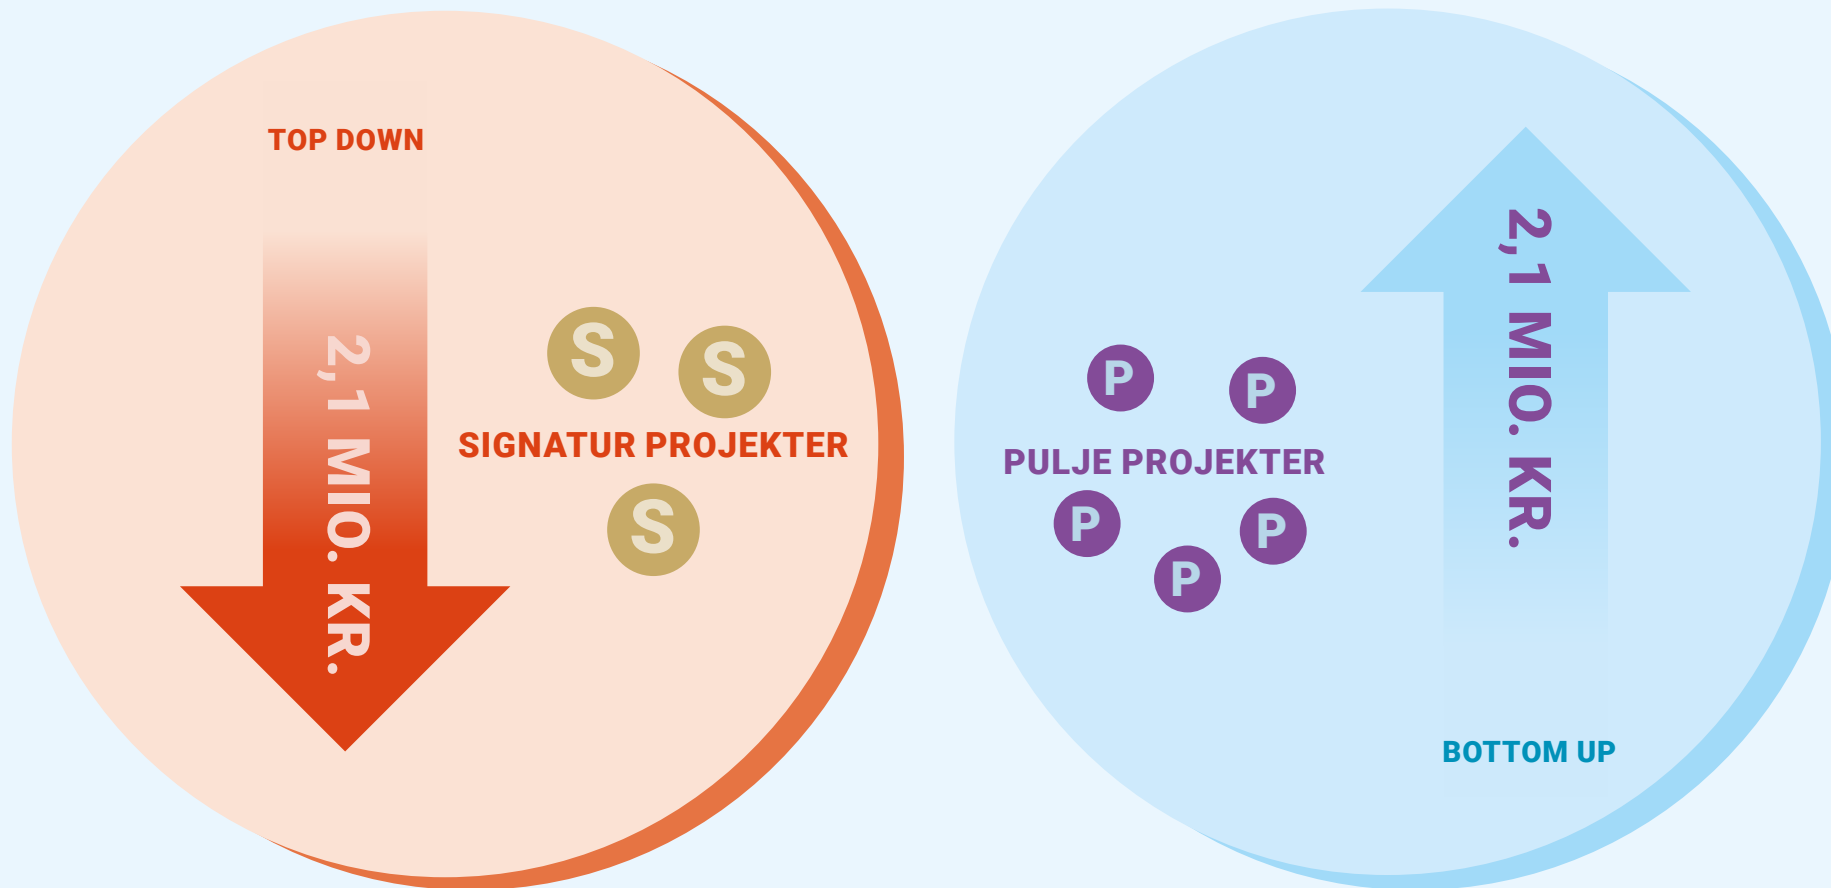 TOP DOWN
2,1 MIO. KR.
S
S
SIGNATUR PROJEKTER
S
2,1 MIO. KR.
P
P
PULJE PROJEKTER
P
P
P
BOTTOM UP